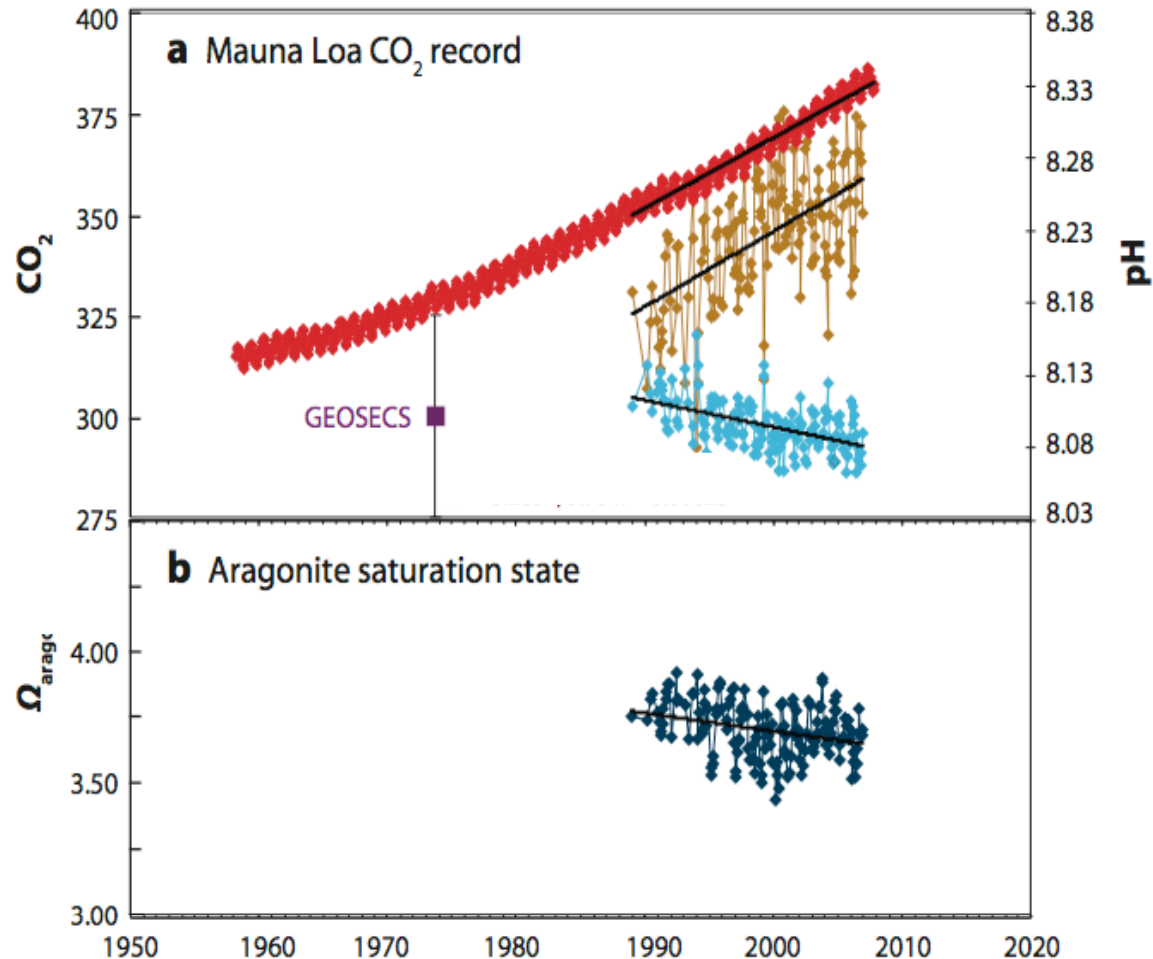 400
8.38
a Mauna Loa CO₂ record
375
8.33
350
8.28
CO₂
8.23
pH
325
8.18
8.13
GEOSECS
300
8.08
275
8.03
b Aragonite saturation state
Ω arag
4.00
3.50
3.00
1950 1960 1970 1980 1990 2000 2010 2020